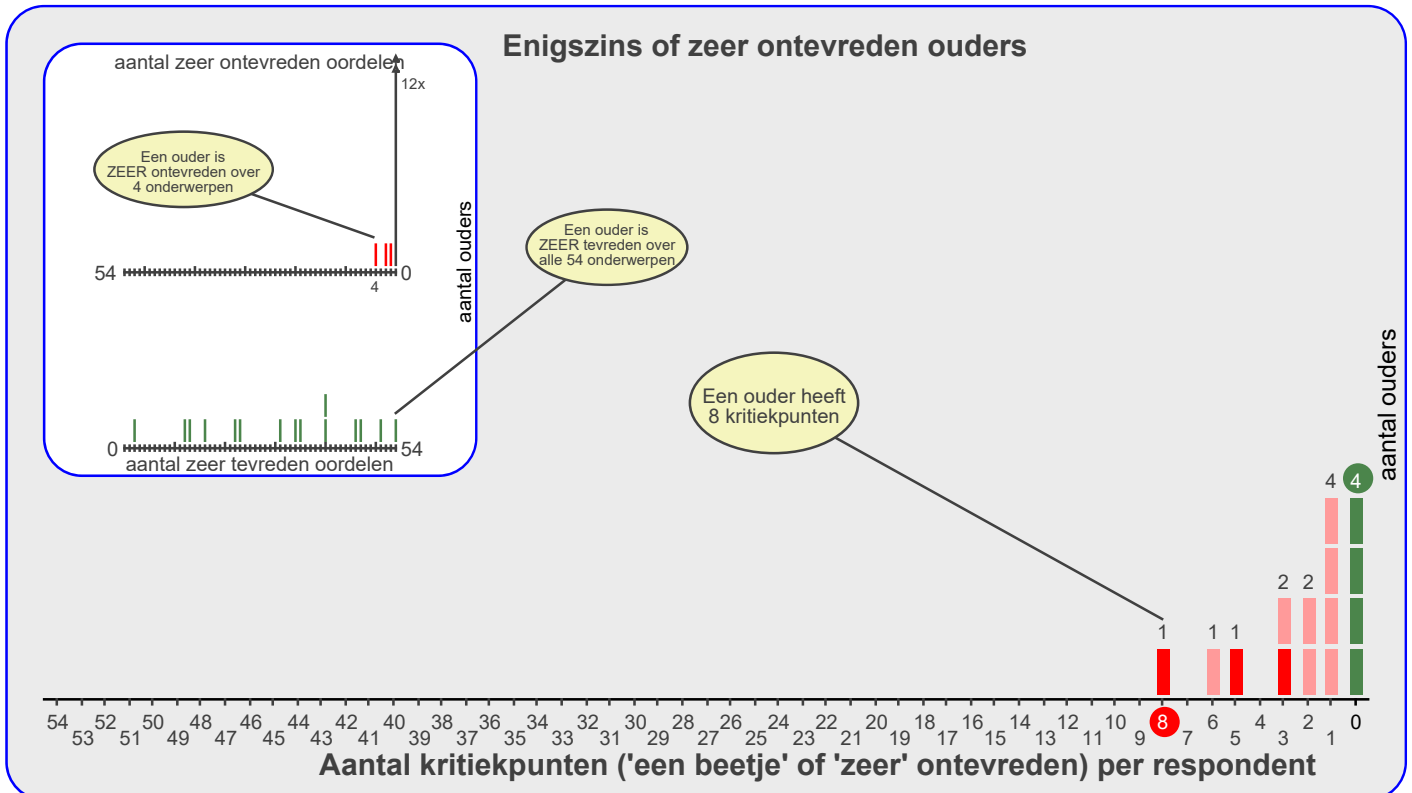 Enigszins of zeer ontevreden ouders
aantal zeer ontevreden oordelen
12x
Een ouder is
ZEER ontevreden over
4 onderwerpen
54
0
4
aantal ouders
Een ouder is
ZEER tevreden over
alle 54 onderwerpen
0
54
aantal zeer tevreden oordelen
Een ouder heeft
8 kritiekpunten
aantal ouders
1 1 1 2 2 4 4
54 52 50 48 46 44 42 40 38 36 34 32 30 28 26 24 22 20 18 16 14 12 10 8 6 4 2 0
53 51 49 47 45 43 41 39 37 35 33 31 29 27 25 23 21 19 17 15 13 11 9 7 5 3 1
Aantal kritiekpunten ('een beetje' of 'zeer' ontevreden) per respondent